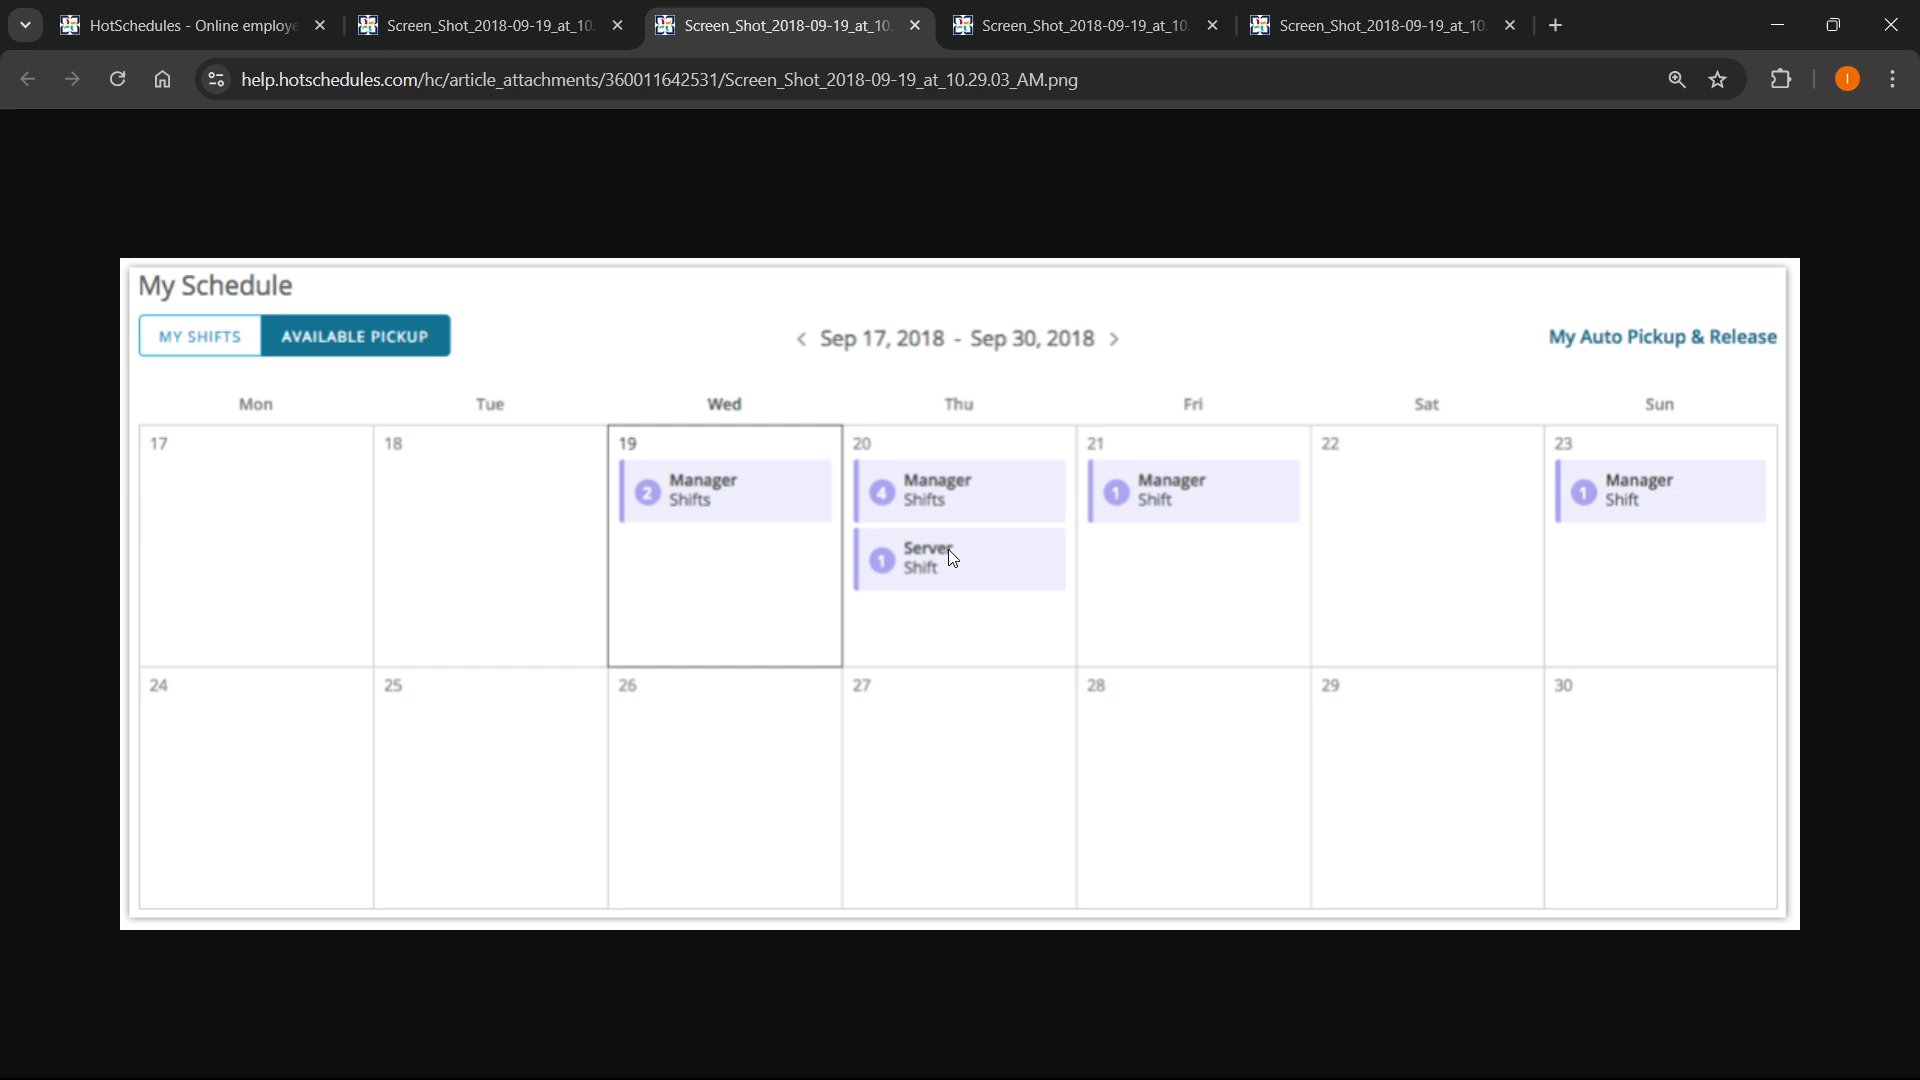 HotSchedules - Online employe
Screen_Shot_2018-09-19_at_10.
Screen_Shot_2018-09-19_at_10.
Screen_Shot_2018-09-19_at_10.
Screen_Shot_2018-09-19_at_10.
help.hotschedules.com/hc/article_attachments/360011642531/Screen_Shot_2018-09-19_at_10.29.03_AM.png
I
My Schedule
MY SHIFTS
AVAILABLE PICKUP
Sep 17, 2018 - Sep 30, 2018
My Auto Pickup & Release
Mon
Tue
Wed
Thu
Fri
Sat
Sun
17
18
19
2
Manager
Shifts
20
4
Manager
Shifts
1
Server
Shift
21
1
Manager
Shift
22
23
1
Manager
Shift
24
25
26
27
28
29
30